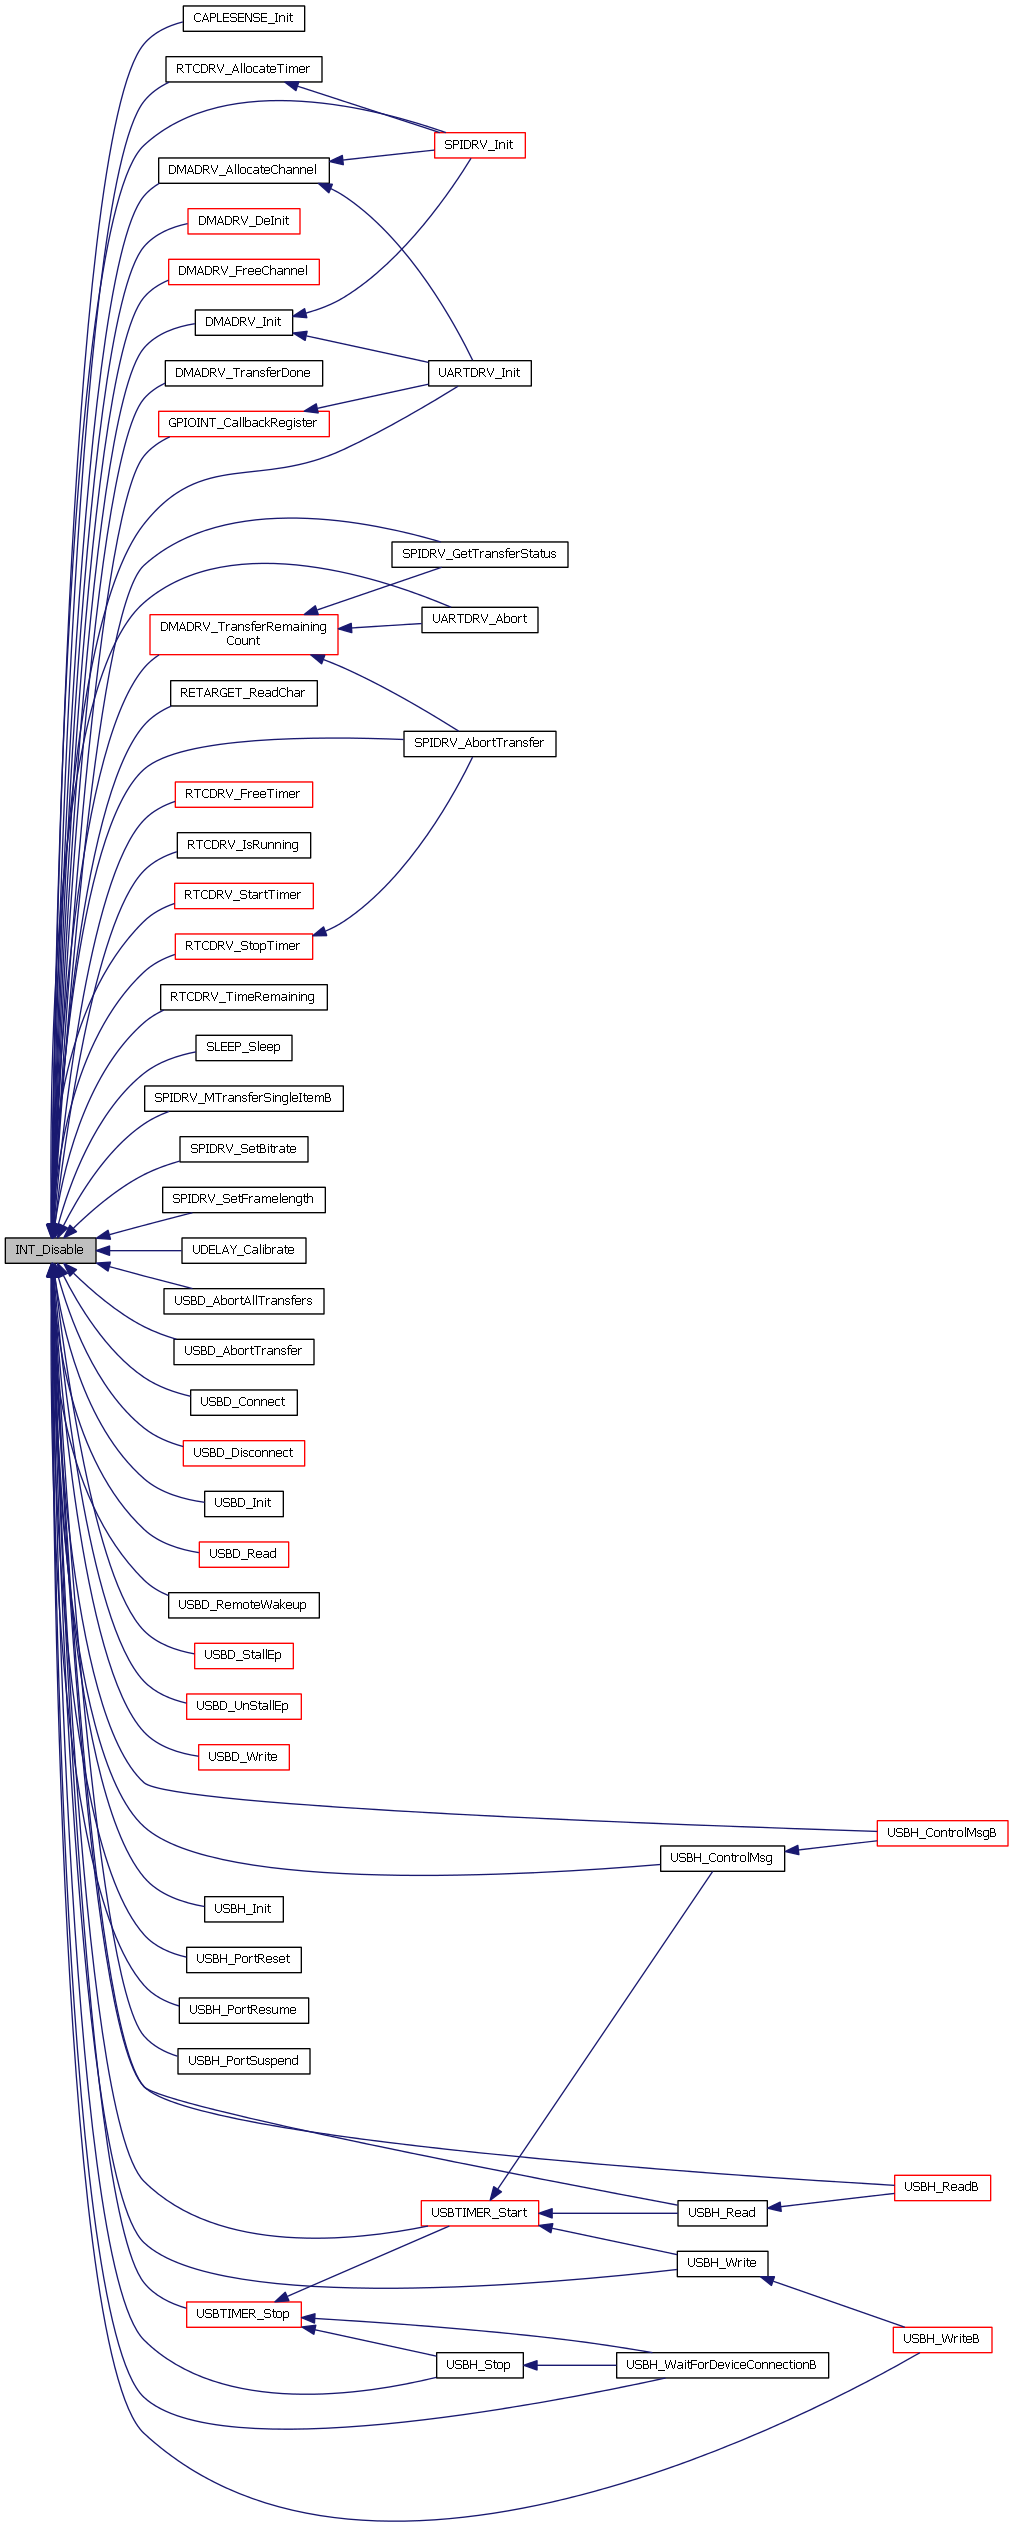 CAPLESENSE_Init
RTCDRV_AllocateTimer
SPIDRV_Init
DMADRV_AllocateChannel
DMADRV_DeInit
DMADRV_FreeChannel
DMADRV_Init
DMADRV_TransferDone
UARTDRV_Init
GPIOINT_CallbackRegister
SPIDRV_GetTransferStatus
UARTDRV_Abort
DMADRV_TransferRemaining
Count
RETARGET_ReadChar
SPIDRV_AbortTransfer
RTCDRV_FreeTimer
RTCDRV_IsRunning
RTCDRV_StartTimer
RTCDRV_StopTimer
RTCDRV_TimeRemaining
SLEEP_Sleep
SPIDRV_MTransferSingleItemB
SPIDRV_SetBitrate
SPIDRV_SetFramelength
INT_Disable
UDELAY_Calibrate
USBD_AbortAllTransfers
USBD_AbortTransfer
USBD_Connect
USBD_Disconnect
USBD_Init
USBD_Read
USBD_RemoteWakeup
USBD_StallEp
USBD_UnStallEp
USBD_Write
USBH_ControlMsgB
USBH_ControlMsg
USBH_Init
USBH_PortReset
USBH_PortResume
USBH_PortSuspend
USBH_ReadB
USBTIMER_Start
USBH_Read
USBH_Write
USBTIMER_Stop
USBH_WriteB
USBH_Stop
USBH_WaitForDeviceConnectionB